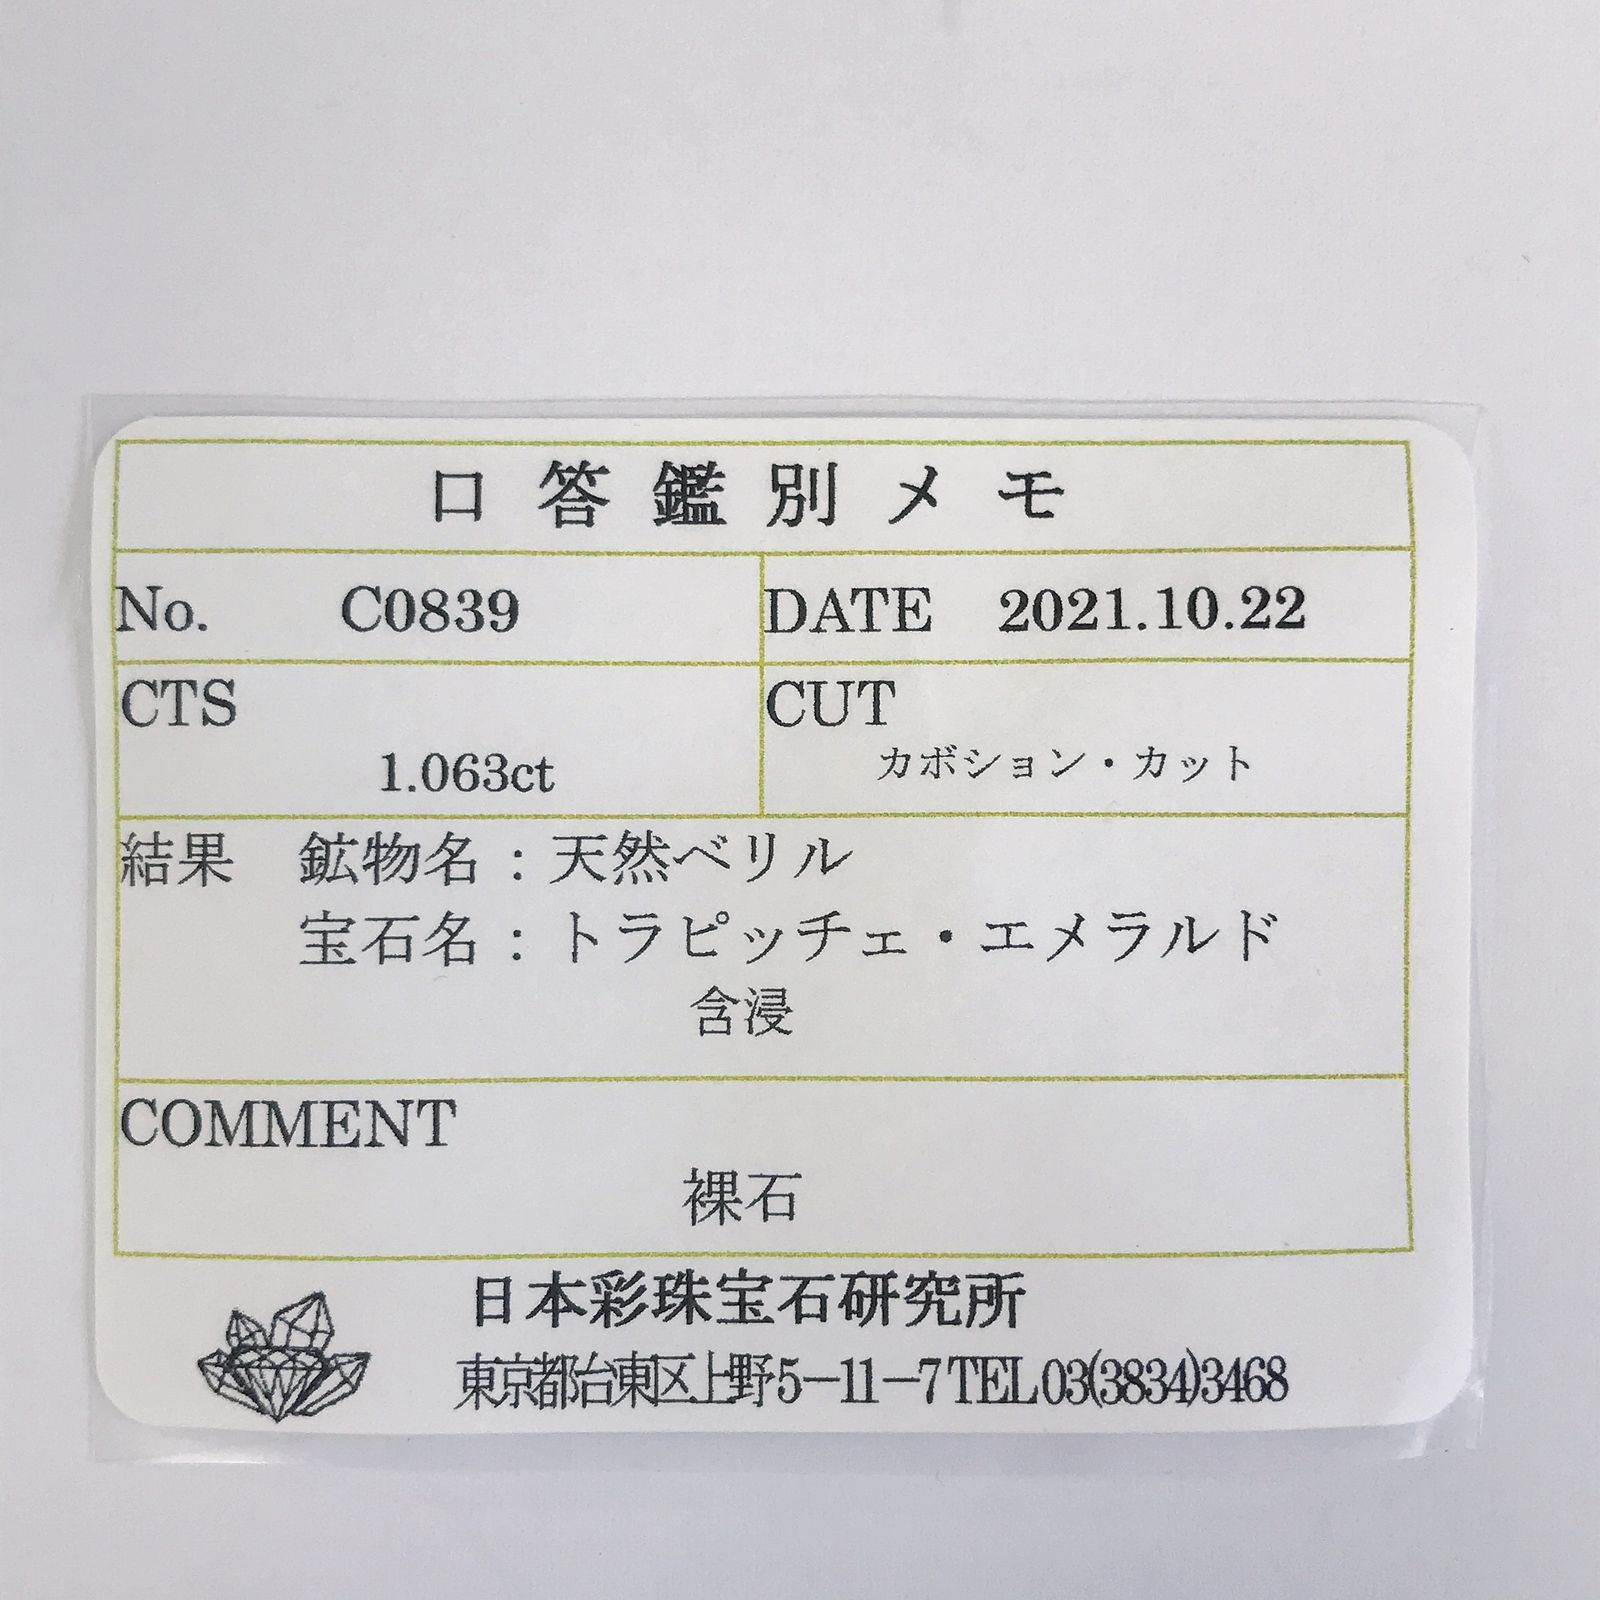 口答鑑別メモ
No. C0839 DATE 2021.10.22
CTS CUT
1.063ct カボション・カット
結果 鉱物名：天然ベリル
宝石名：トラピッチェ・エメラルド
含浸
COMMENT
裸石
日本彩珠宝石研究所
東京都台東区上野5－11－7 TEL 03(3834)3468